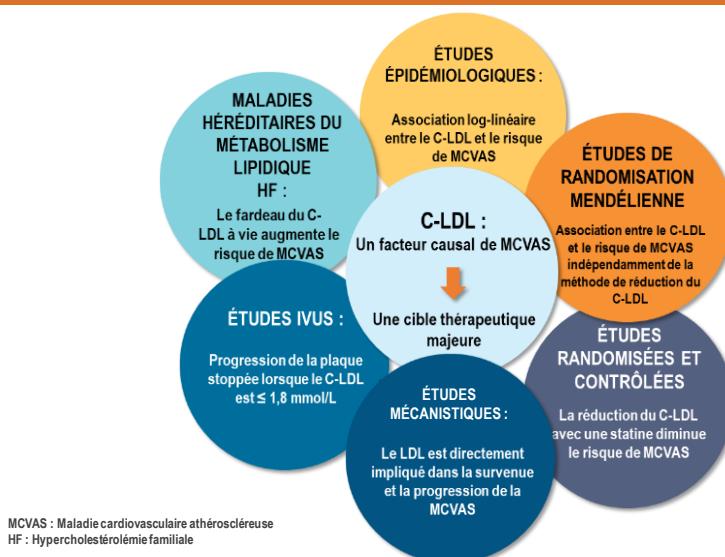 ÉTUDES
ÉPIDÉMIOLOGIQUES :
Association log-linéaire
entre le C-LDL et le risque
de MCVAS
MALADIES
HÉRÉDITAIRES DU
MÉTABOLISME
LIPIDIQUE
HF :
Le fardeau du C-
LDL à vie augmente le
risque de MCVAS
ÉTUDES DE
RANDOMISATION
MENDÉLIENNE
Association entre le C-LDL
et le risque de MCVAS
indépendamment de la
méthode de réduction du
C-LDL
C-LDL :
Un facteur causal de MCVAS
Une cible thérapeutique
majeure
ÉTUDES IVUS :
Progression de la plaque
stoppée lorsque le C-LDL
est ≤ 1,8 mmol/L
ÉTUDES
RANDOMISÉES ET
CONTRÔLÉES
La réduction du C-LDL
avec une statine diminue
le risque de MCVAS
ÉTUDES
MÉCANISTIQUES :
Le LDL est directement
impliqué dans la survenue
et la progression de la
MCVAS
MCVAS : Maladie cardiovasculaire athéroscléreuse
HF : Hypercholestérolémie familiale